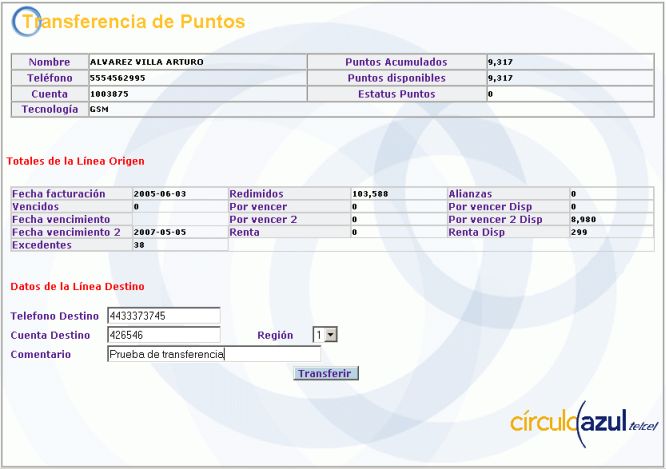 Transferencia de Puntos
Nombre ALVAREZ VILLA ARTURO Puntos Acumulados 9,317
Teléfono 5554562995 Puntos disponibles 9,317
Cuenta 1003875 Estatus Puntos 0
Tecnología GSM
Totales de la Línea Origen
Fecha facturación 2005-06-03 Redimidos 103,588 Alianzas 0
Vencidos 0 Por vencer 0 Por vencer Disp 0
Fecha vencimiento Por vencer 2 0 Por vencer 2 Disp 8,980
Fecha vencimiento 2 2007-05-05 Renta 0 Renta Disp 299
Excedentes 38
Datos de la Línea Destino
Telefono Destino 4433373745
Cuenta Destino 426546 Región 1
Comentario Prueba de transferencia
Transferir
círculo azul telcel